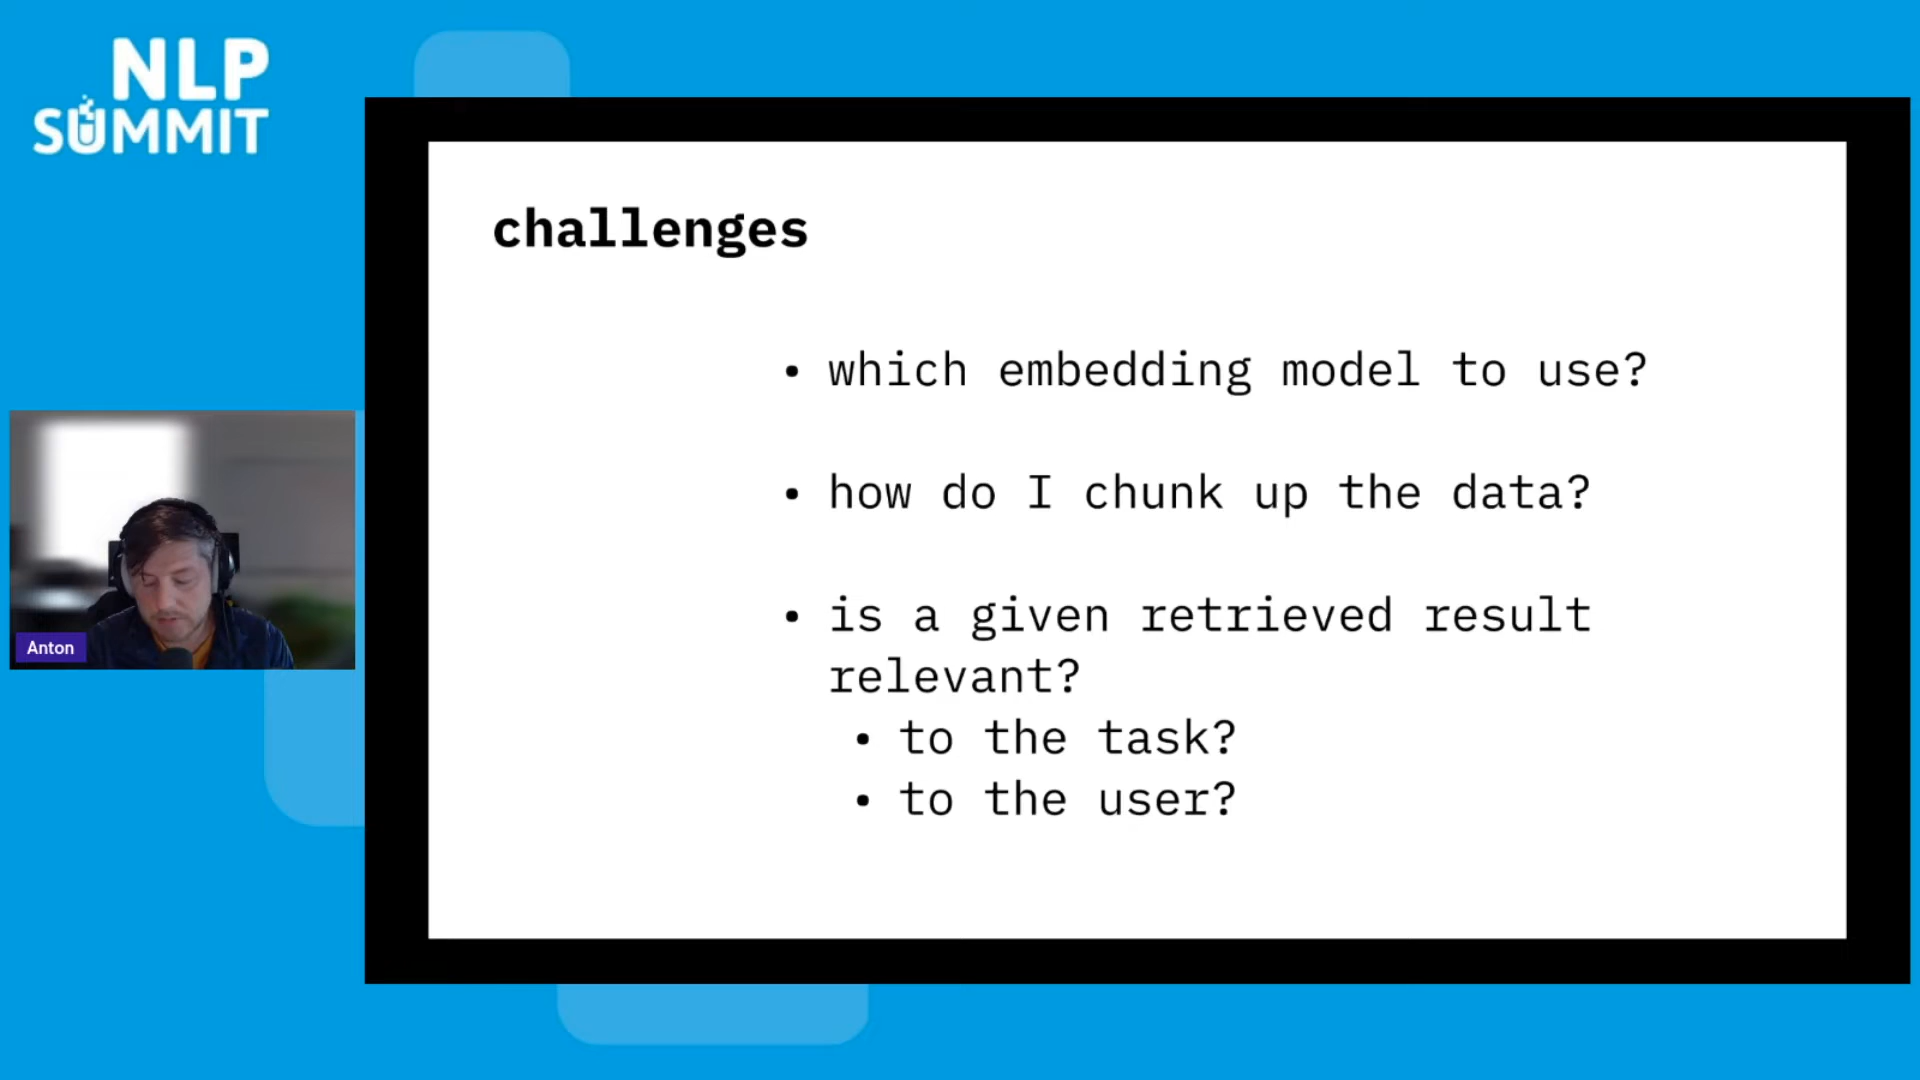 NLP
SUMMIT
challenges
• which embedding model to use?
• how do I chunk up the data?
• is a given retrieved result
relevant?
• to the task?
• to the user?
Anton